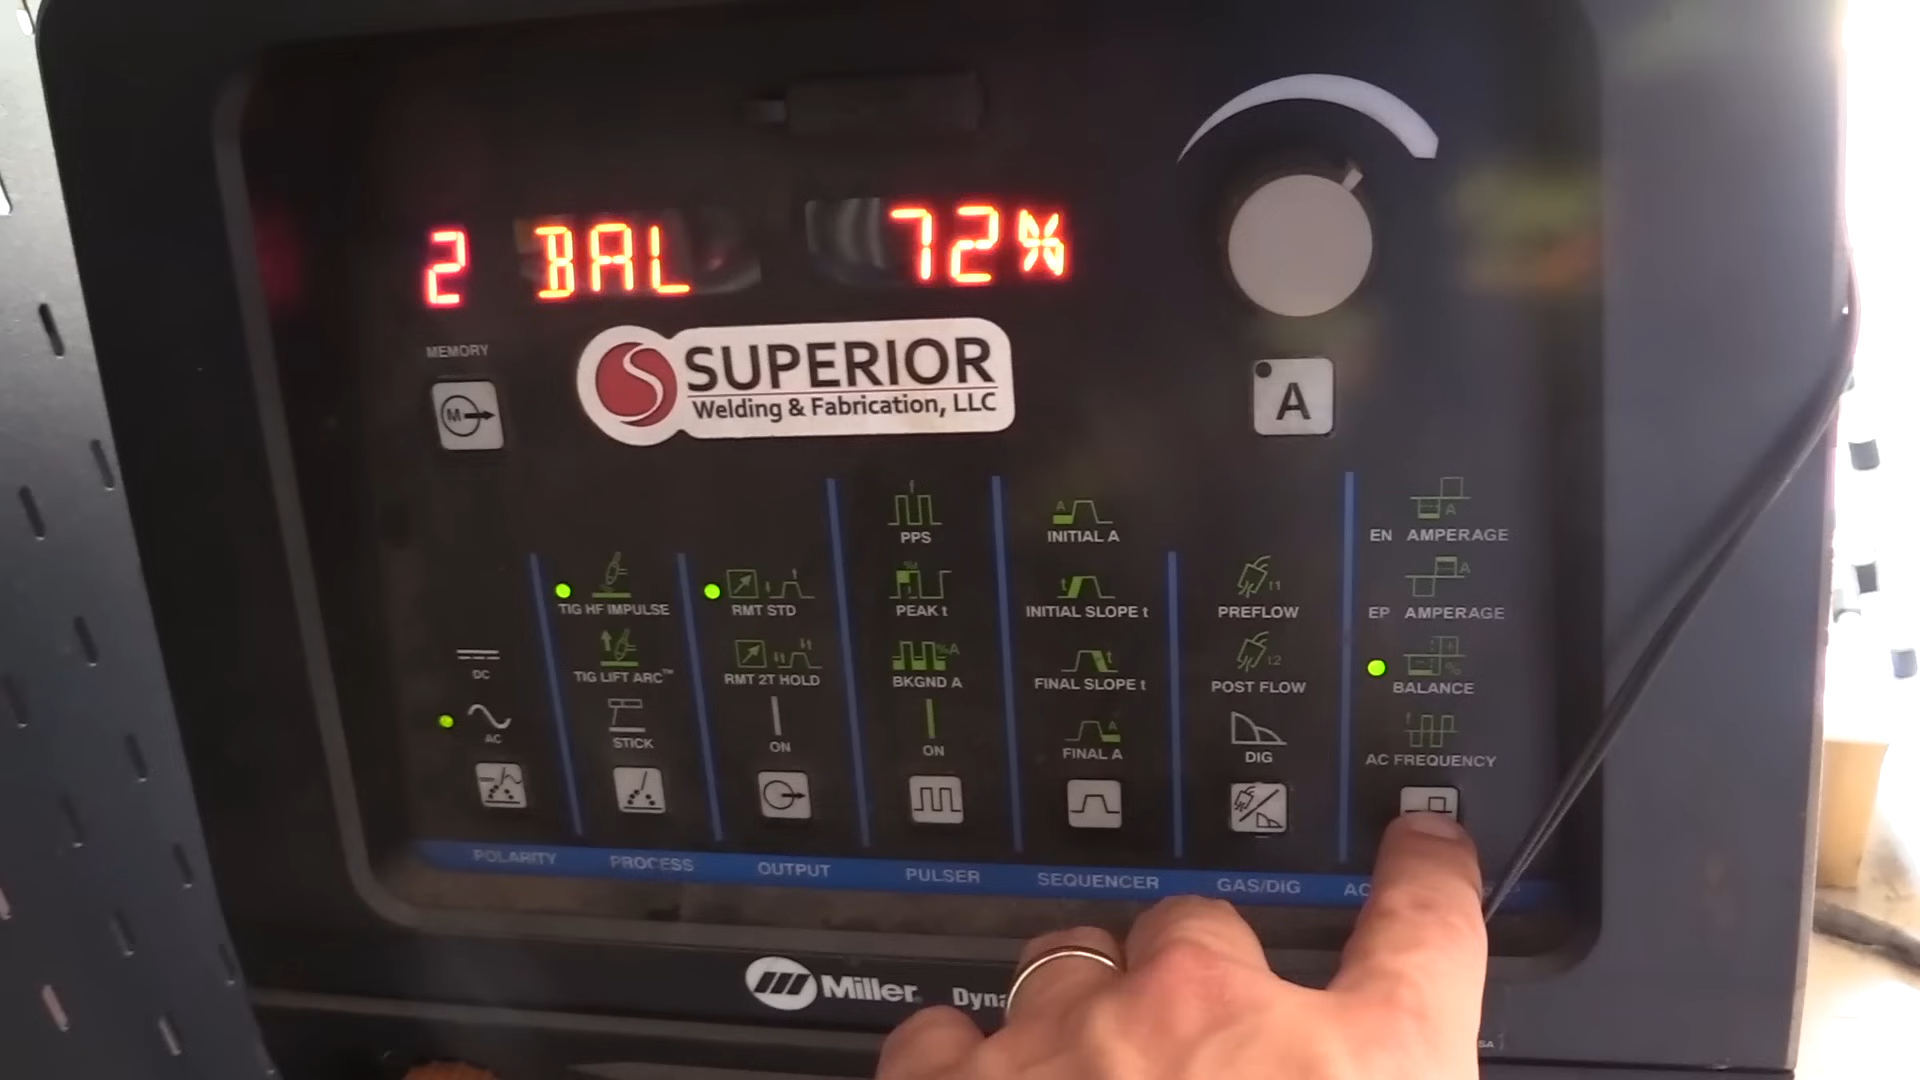 2 BAL 72%
MEMORY
M
SUPERIOR
Welding & Fabrication, LLC
A
PPS
PEAK t
%A
BKGND A
ON
A
INITIAL A
t
INITIAL SLOPE t
t
FINAL SLOPE t
A
FINAL A
A
EN AMPERAGE
A
EP AMPERAGE
%
BALANCE
AC FREQUENCY
TIG HF IMPULSE
TIG LIFT ARC™
STICK
RMT STD
RMT 2T HOLD
ON
PREFLOW
POST FLOW
DIG
DC
AC
POLARITY
PROCESS
OUTPUT
PULSER
SEQUENCER
GAS/DIG
AC
Miller